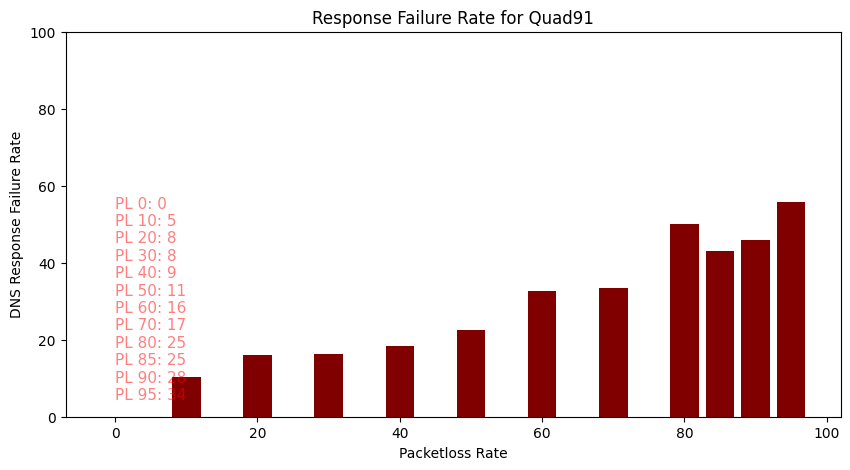 Response Failure Rate for Quad91
100
80
60
40
20
0
DNS Response Failure Rate
PL 0: 0
PL 10: 5
PL 20: 8
PL 30: 8
PL 40: 9
PL 50: 11
PL 60: 16
PL 70: 17
PL 80: 25
PL 85: 25
PL 90: 28
PL 95: 34
0 20 40 60 80 100
Packetloss Rate